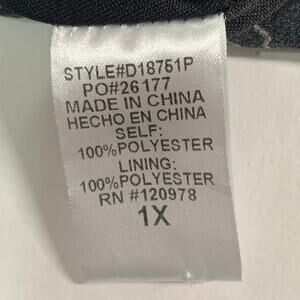 STYLE#D18751P
PO#26177
MADE IN CHINA
HECHO EN CHINA
SELF:
100%POLYESTER
LINING:
100%POLYESTER
RN #120978
1X